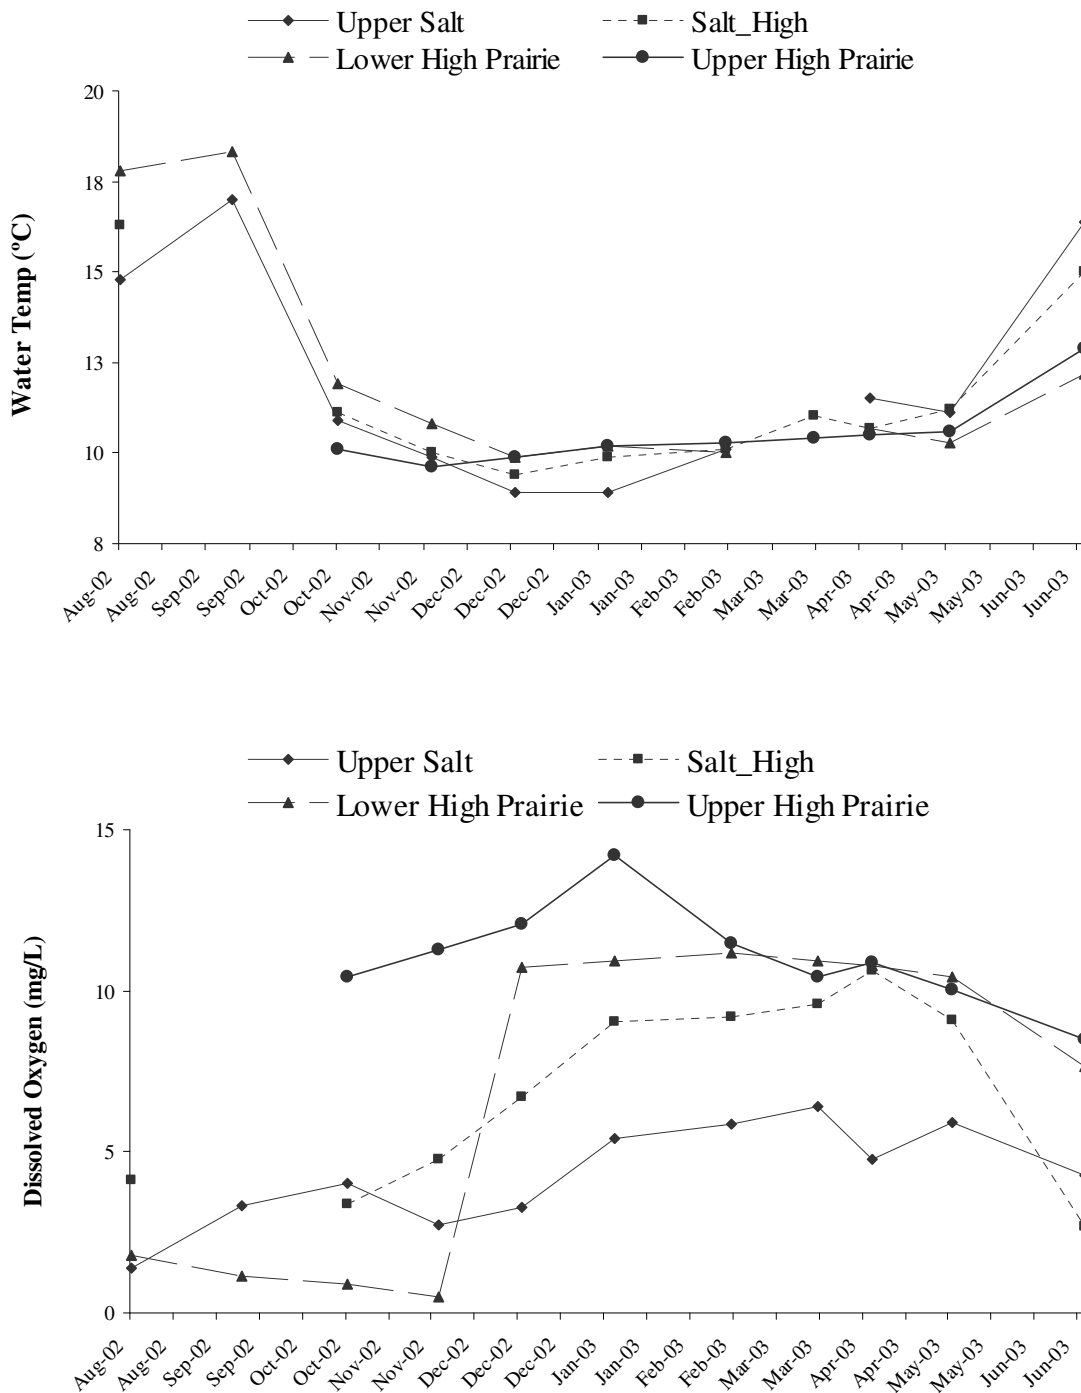 Upper Salt Salt_High
Lower High Prairie Upper High Prairie
Water Temp (ºC)
20
18
15
13
10
8
Aug-02 Aug-02 Sep-02 Sep-02 Oct-02 Oct-02 Nov-02 Nov-02 Dec-02 Dec-02 Dec-02 Jan-03 Jan-03 Feb-03 Feb-03 Mar-03 Mar-03 Apr-03 Apr-03 May-03 May-03 Jun-03 Jun-03
Upper Salt Salt_High
Lower High Prairie Upper High Prairie
Dissolved Oxygen (mg/L)
15
10
5
0
Aug-02 Aug-02 Sep-02 Sep-02 Oct-02 Oct-02 Nov-02 Nov-02 Dec-02 Dec-02 Dec-02 Jan-03 Jan-03 Feb-03 Feb-03 Mar-03 Mar-03 Apr-03 Apr-03 May-03 May-03 Jun-03 Jun-03